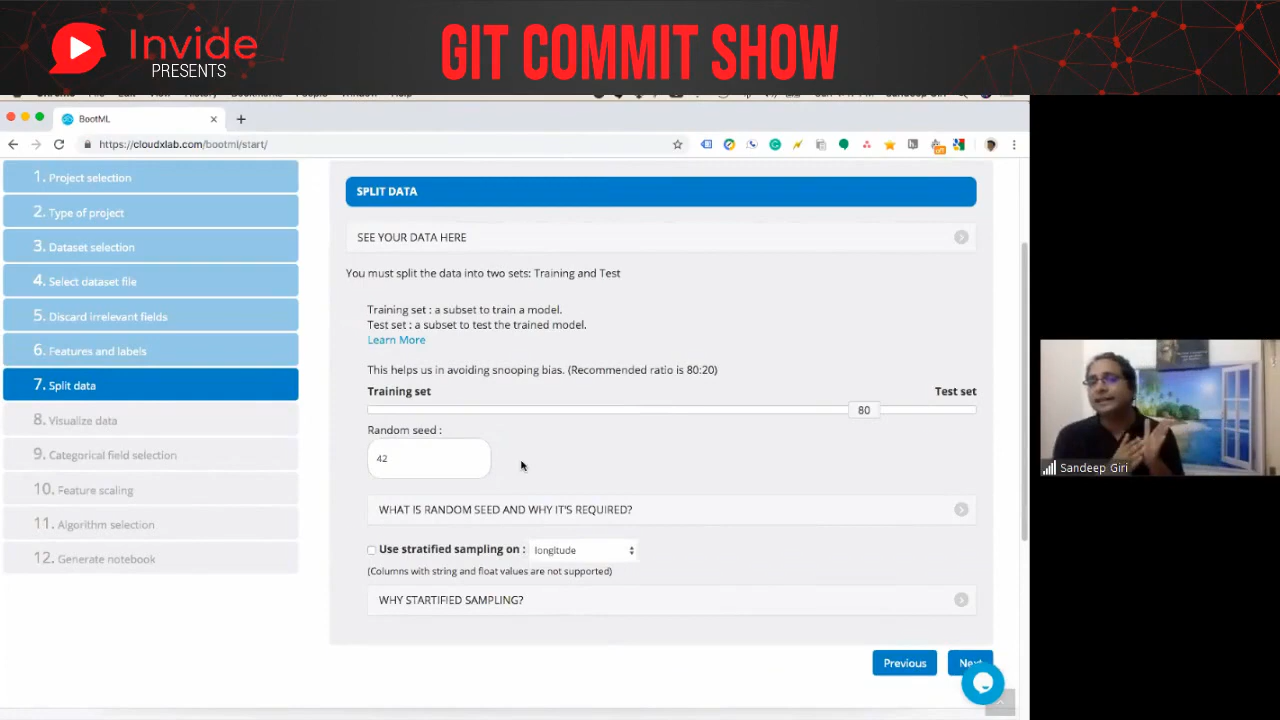 Invide
PRESENTS
GIT COMMIT SHOW
BootML
https://cloudxlab.com/bootml/start/
1. Project selection
2. Type of project
3. Dataset selection
4. Select dataset file
5. Discard irrelevant fields
6. Features and labels
7. Split data
8. Visualize data
9. Categorical field selection
10. Feature scaling
11. Algorithm selection
12. Generate notebook
SPLIT DATA
SEE YOUR DATA HERE
You must split the data into two sets: Training and Test
Training set : a subset to train a model.
Test set : a subset to test the trained model.
Learn More
This helps us in avoiding snooping bias. (Recommended ratio is 80:20)
Training set Test set
80
Random seed :
42
WHAT IS RANDOM SEED AND WHY IT'S REQUIRED?
Use stratified sampling on : longitude
(Columns with string and float values are not supported)
WHY STARTIFIED SAMPLING?
Previous
Sandeep Giri